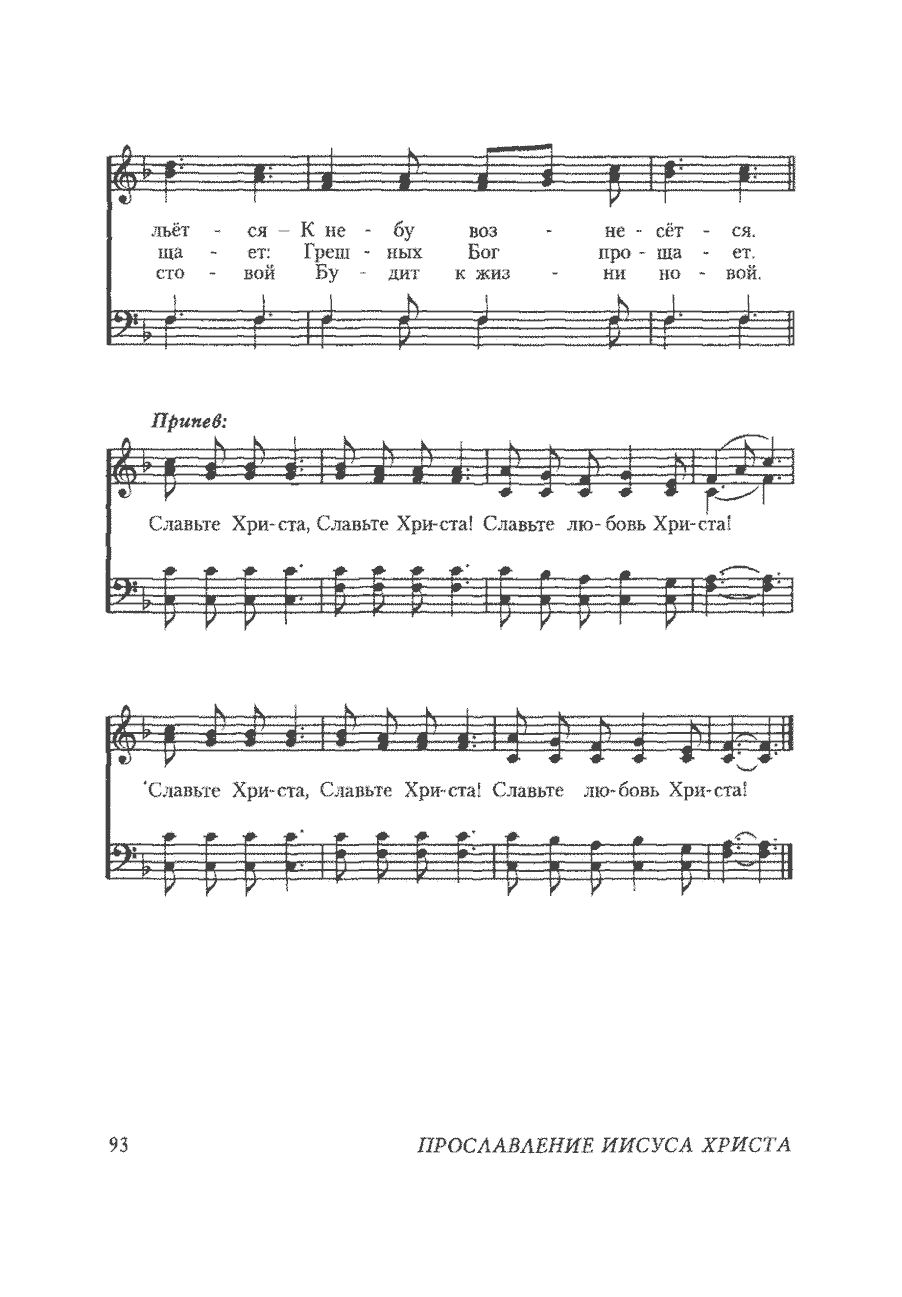 льёт - ся – К не - бу воз - не - сёт - ся.
ща - ет: Греш - ных Бог про - ща - ет.
сто - вой Бу - дит к жиз - ни но - вой.
Припев:
Славьте Хри-ста, Славьте Хри-ста! Славьте лю-бовь Хри-ста!
Славьте Хри-ста, Славьте Хри-ста! Славьте лю-бовь Хри-ста!
93 ПРОСЛАВЛЕНИЕ ИИСУСА ХРИСТА